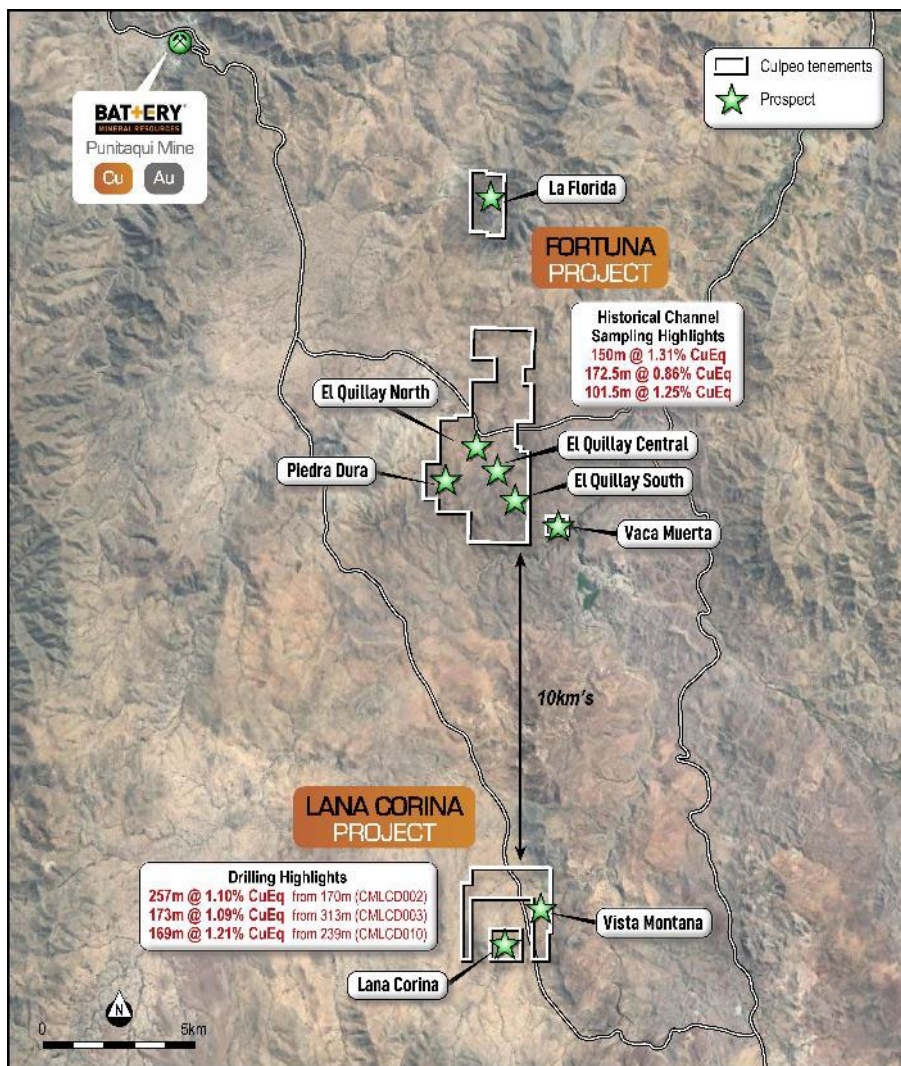 BATTERY
MINERAL RESOURCES
Punitaqui Mine
Cu Au
Culpeo tenements
Prospect
La Florida
FORTUNA
PROJECT
Historical Channel
Sampling Highlights
150m @ 1.31% CuEq
172.5m @ 0.86% CuEq
101.5m @ 1.25% CuEq
El Quillay North
El Quillay Central
Piedra Dura
El Quillay South
Vaca Muerta
10km's
LANA CORINA
PROJECT
Drilling Highlights
257m @ 1.10% CuEq from 170m (CMLCD002)
173m @ 1.09% CuEq from 313m (CMLCD003)
169m @ 1.21% CuEq from 239m (CMLCD010)
Vista Montana
Lana Corina
N
0 5km